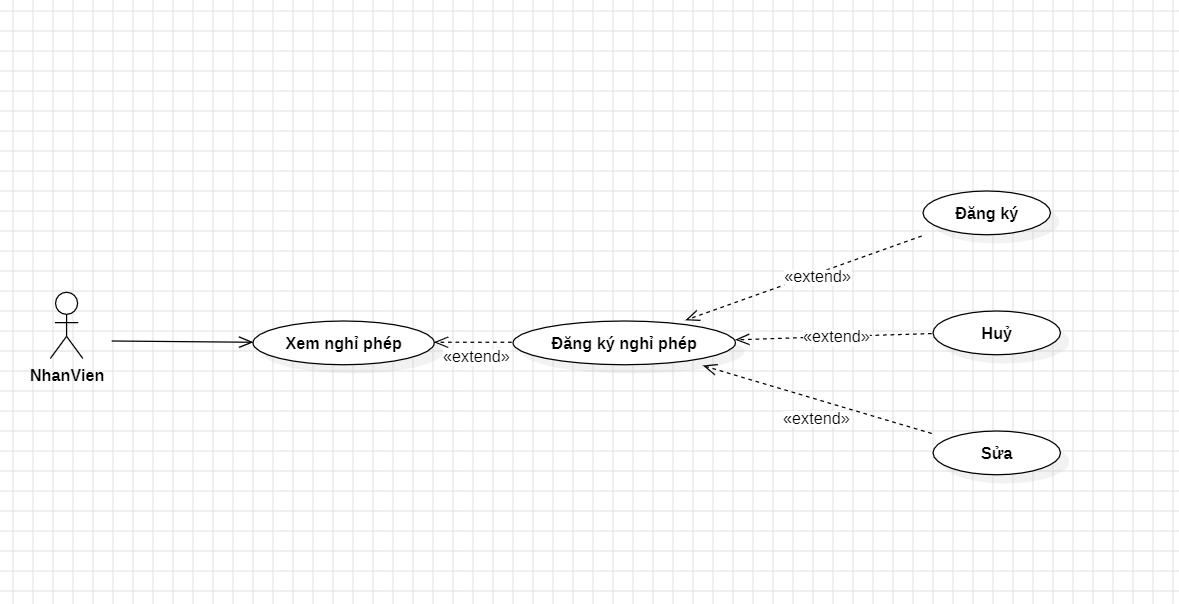 Đăng ký
«extend»
Huỷ
«extend»
Xem nghỉ phép
Đăng ký nghỉ phép
«extend»
NhanVien
«extend»
Sửa